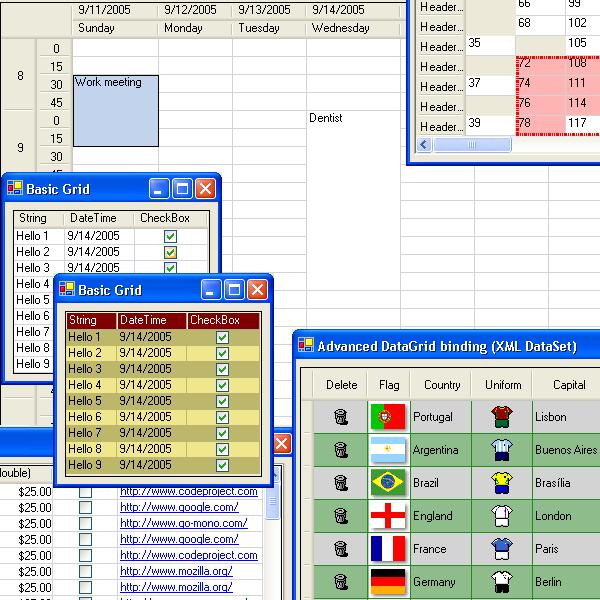 9/11/2005 9/12/2005 9/13/2005 9/14/2005
Sunday Monday Tuesday Wednesday
8
0
15
30
45
9
0
15
30
45
Work meeting
Dentist
Header... 66 99
Header... 68 102
Header... 35 105
Header... 72 108
Header... 37 74 111
Header... 76 114
Header... 39 78 117
Basic Grid
String DateTime CheckBox
Hello 1 9/14/2005
Hello 2 9/14/2005
Hello 3 9/14/2005
Hello 4
Hello 5
Hello 6
Hello 7
Hello 8
Hello 9
Basic Grid
String DateTime CheckBox
Hello 1 9/14/2005
Hello 2 9/14/2005
Hello 3 9/14/2005
Hello 4 9/14/2005
Hello 5 9/14/2005
Hello 6 9/14/2005
Hello 7 9/14/2005
Hello 8 9/14/2005
Hello 9 9/14/2005
louble)
$25.00 http://www.codeproject.com
$25.00 http://www.google.com/
$25.00 http://www.go-mono.com/
$25.00 http://www.google.com/
$25.00 http://www.codeproject.com
$25.00 http://www.mozilla.org/
$25.00 http://www.mozilla.org/
Advanced DataGrid binding (XML DataSet)
Delete Flag Country Uniform Capital
Portugal Lisbon
Argentina Buenos Aires
Brazil Brasília
England London
France Paris
Germany Berlin